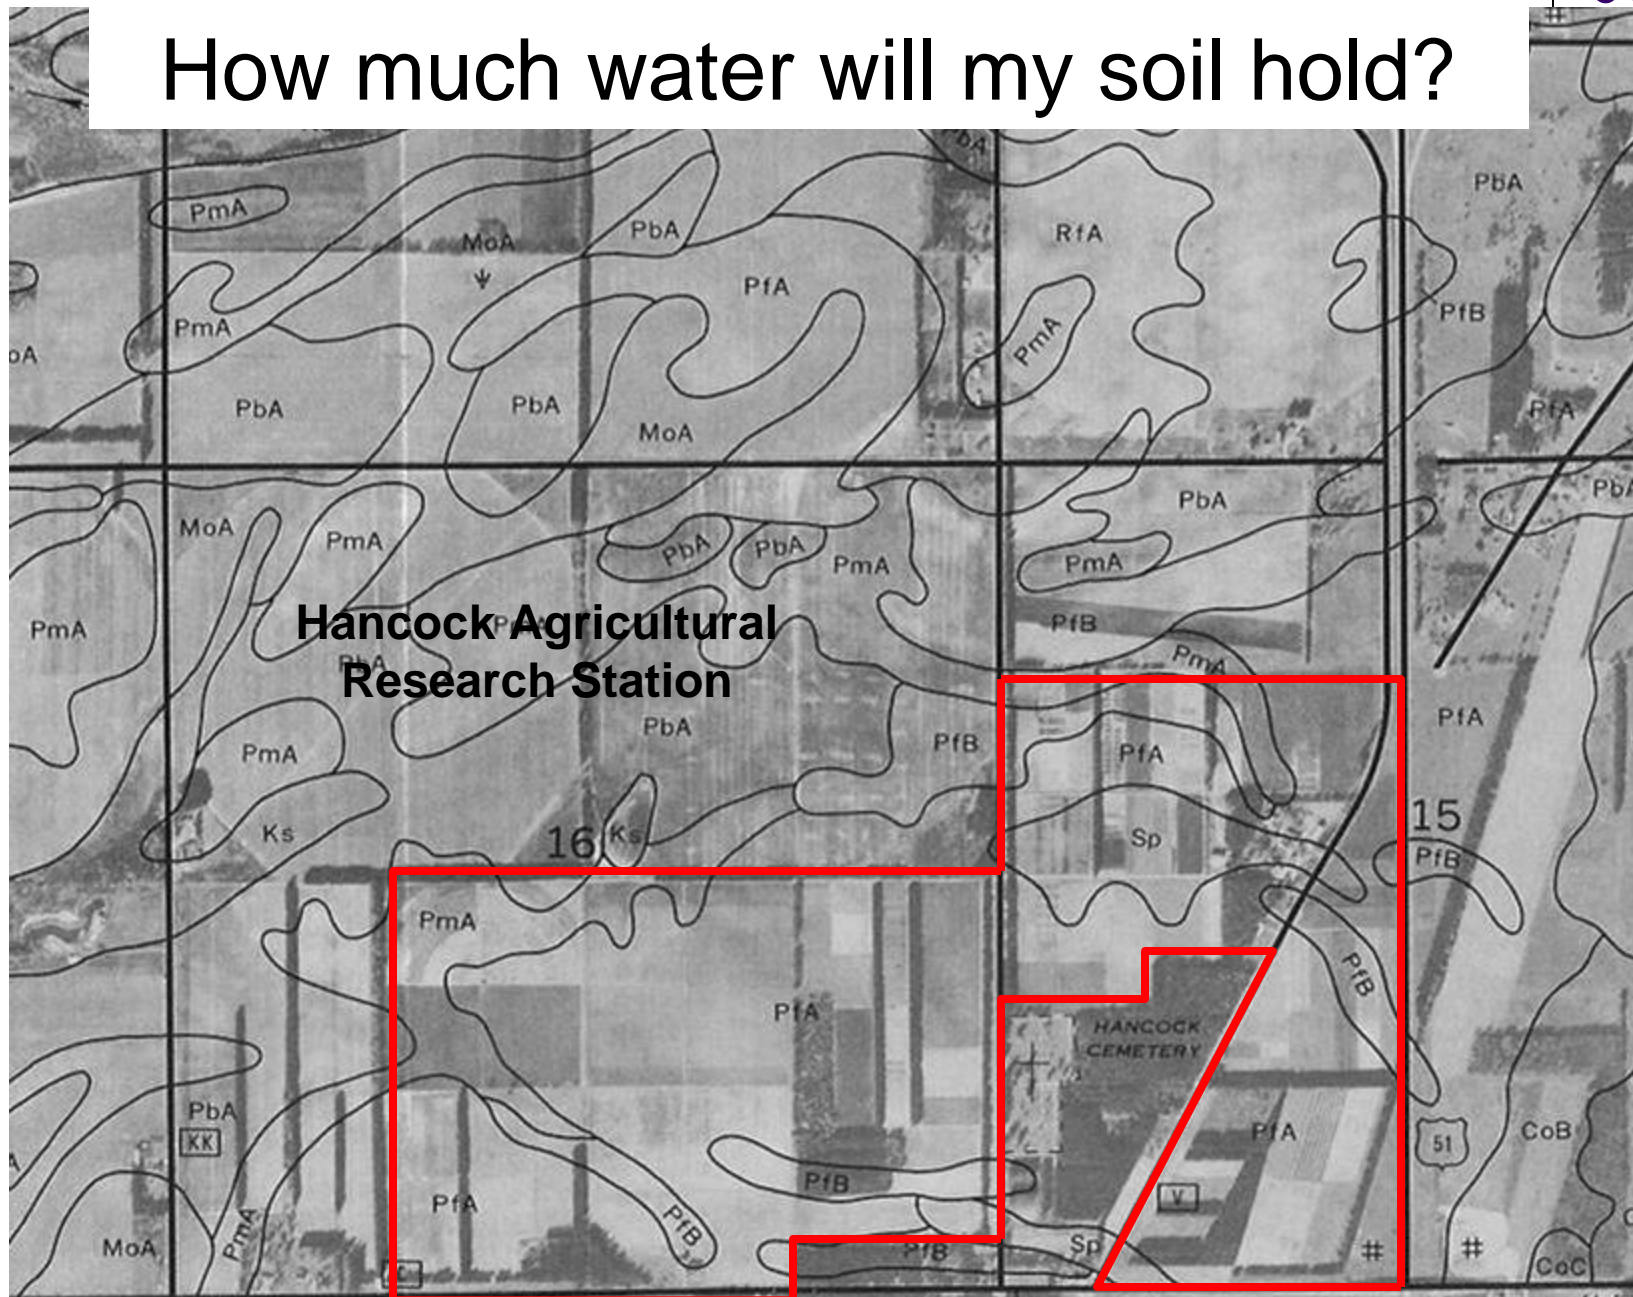 How much water will my soil hold?
PbA
PmA
MoA
PbA
RfA
PfA
PmA
PfB
PmA
PbA
PbA
MoA
PfA
PbA
PbA
MoA
PmA
PbA
PbA
PmA
PmA
PmA
PfB
Hancock Agricultural
Research Station
PmA
PbA
PfA
PmA
PfB
PfA
16
Ks
Ks
Sp
15
PfB
PmA
PfB
PfA
HANCOCK
CEMETERY
PbA
KK
PfA
51
CoB
PfA
PfB
PfB
PmA
V
MoA
PfB
Sp
#
#
CoC